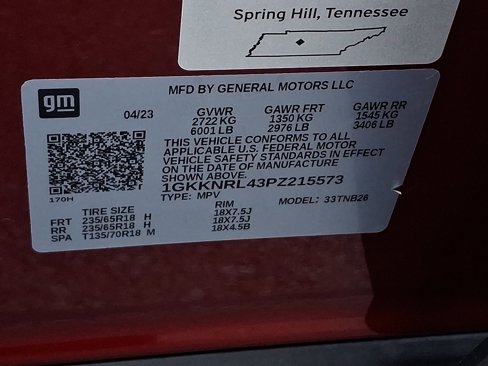 Spring Hill, Tennessee
gm
MFD BY GENERAL MOTORS LLC
04/23 GVWR GAWR FRT GAWR RR
2722 KG 1350 KG 1545 KG
6001 LB 2976 LB 3406 LB
THIS VEHICLE CONFORMS TO ALL
APPLICABLE U.S. FEDERAL MOTOR
VEHICLE SAFETY STANDARDS IN EFFECT
ON THE DATE OF MANUFACTURE
SHOWN ABOVE.
1GKKNRL43PZ215573
170H
TYPE: MPV MODEL: 33TNB26
TIRE SIZE RIM
FRT 235/65R18 H 18X7.5J
RR 235/65R18 H 18X7.5J
SPA T135/70R18 M 18X4.5B